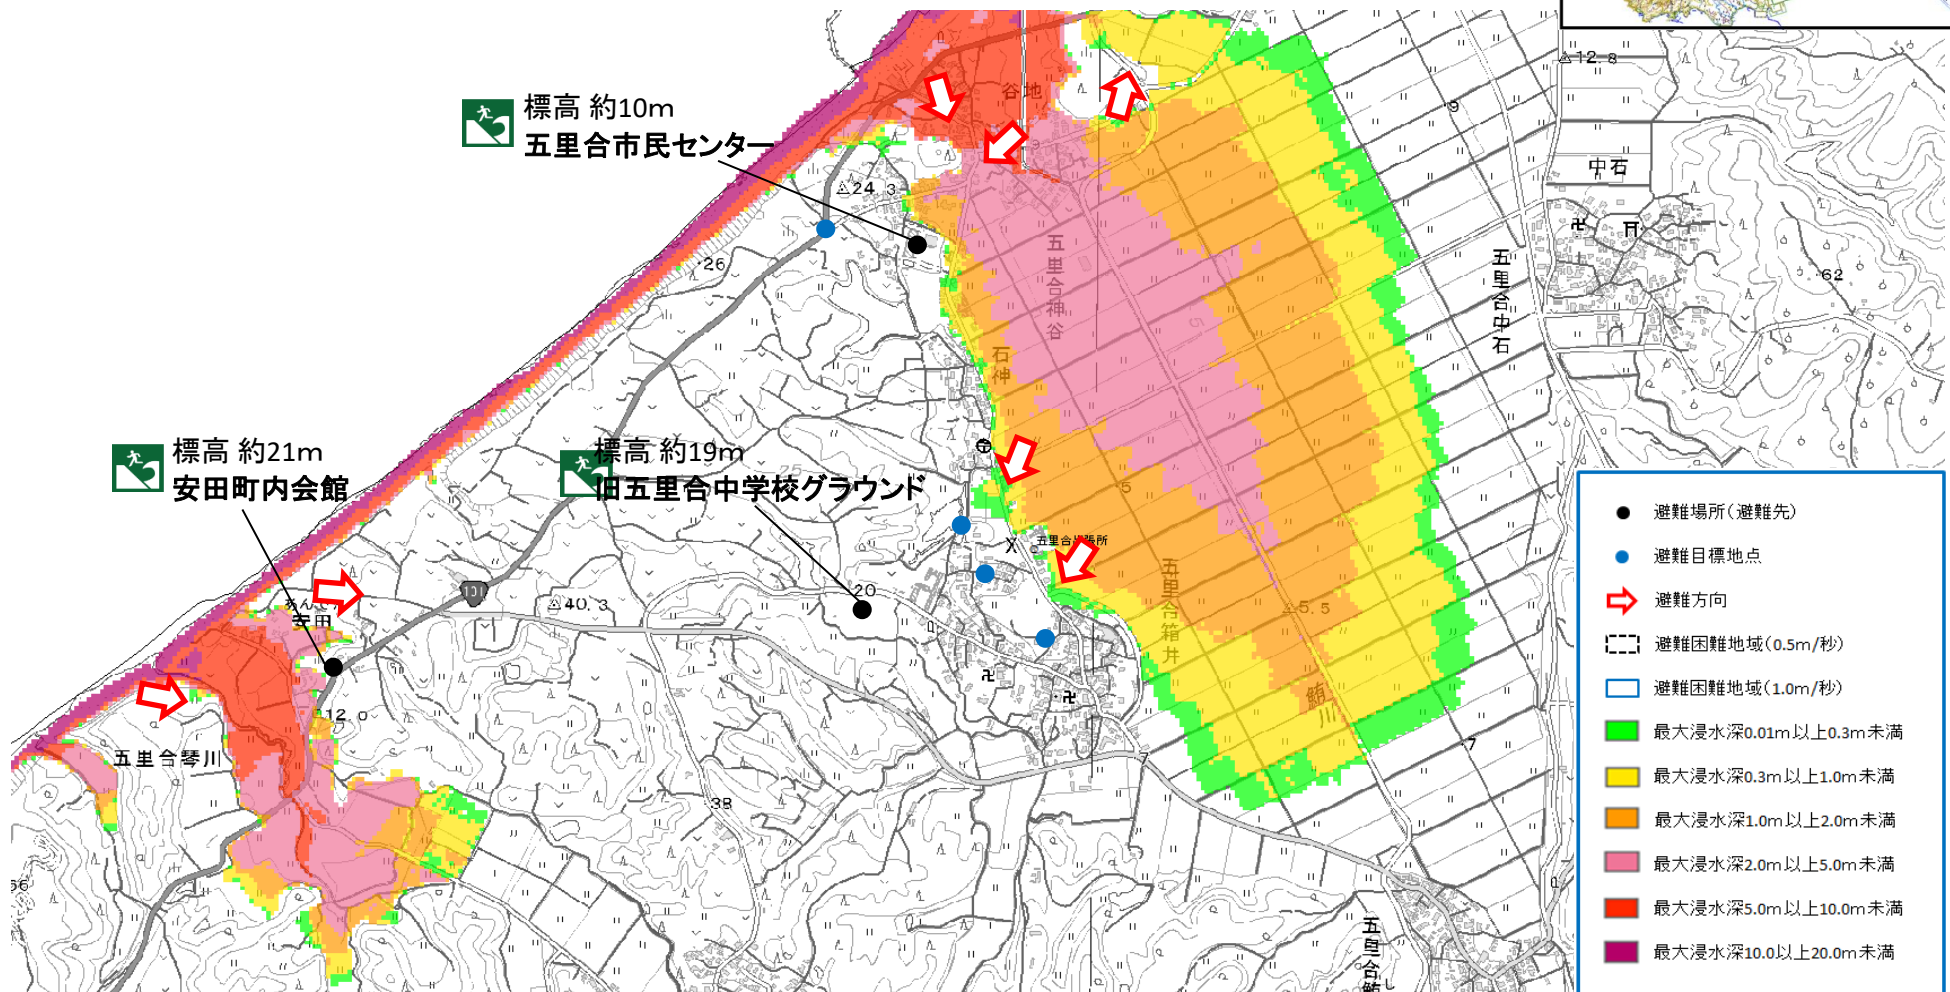 標高 約10m
五里合市民センター
標高 約21m
安田町内会館
標高 約19m
旧五里合中学校グラウンド
谷地
24.3
26
五里合神谷
石神
5
五里合出張所
五里合箱井
5.5
鮪川
9
12.8
中石
五里合中石
62
安田
101
40.3
20
12.0
五里合琴川
38
66
7
7
五里合鮪
避難場所(避難先)
避難目標地点
避難方向
避難困難地域(0.5m/秒)
避難困難地域(1.0m/秒)
最大浸水深0.01m以上0.3m未満
最大浸水深0.3m以上1.0m未満
最大浸水深1.0m以上2.0m未満
最大浸水深2.0m以上5.0m未満
最大浸水深5.0m以上10.0m未満
最大浸水深10.0以上20.0m未満